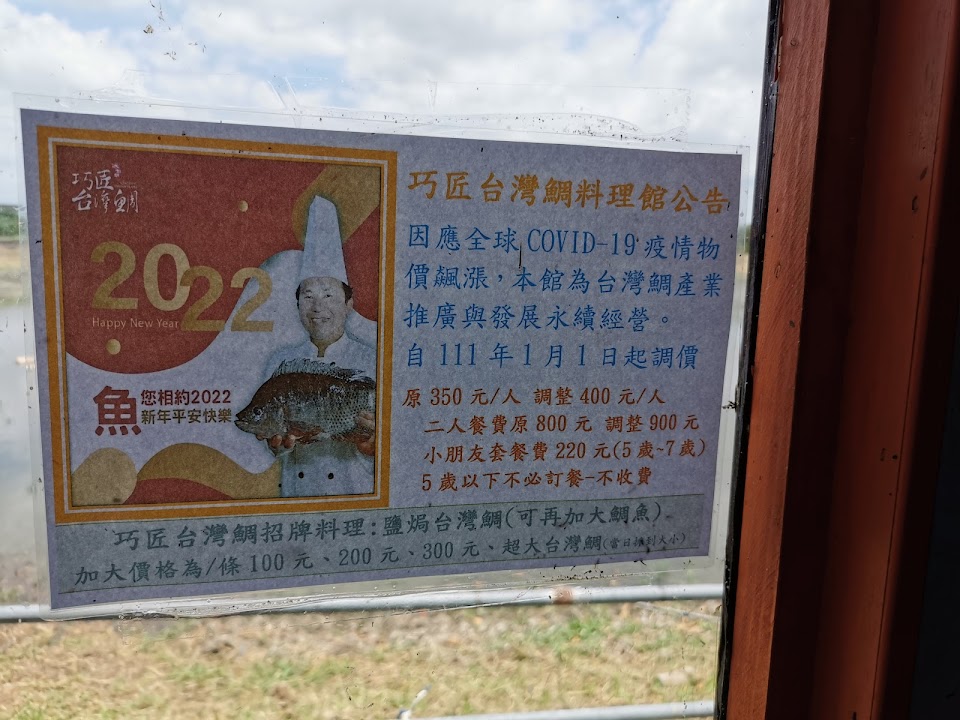 巧匠
台灣鯛
2022
Happy New Year
魚您相約2022
新年平安快樂
巧匠台灣鯛料理館公告
因應全球COVID-19疫情物
價飆漲，本館為台灣鯛產業
推廣與發展永續經營。
自111年1月1日起調價
原350元/人 調整400元/人
二人餐費原800元 調整900元
小朋友套餐費220元(5歲~7歲)
5歲以下不必訂餐-不收費
巧匠台灣鯛招牌料理:鹽焗台灣鯛(可再加大鯛魚)
加大價格為/條100元、200元、300元、超大台灣鯛(當日 到大小)